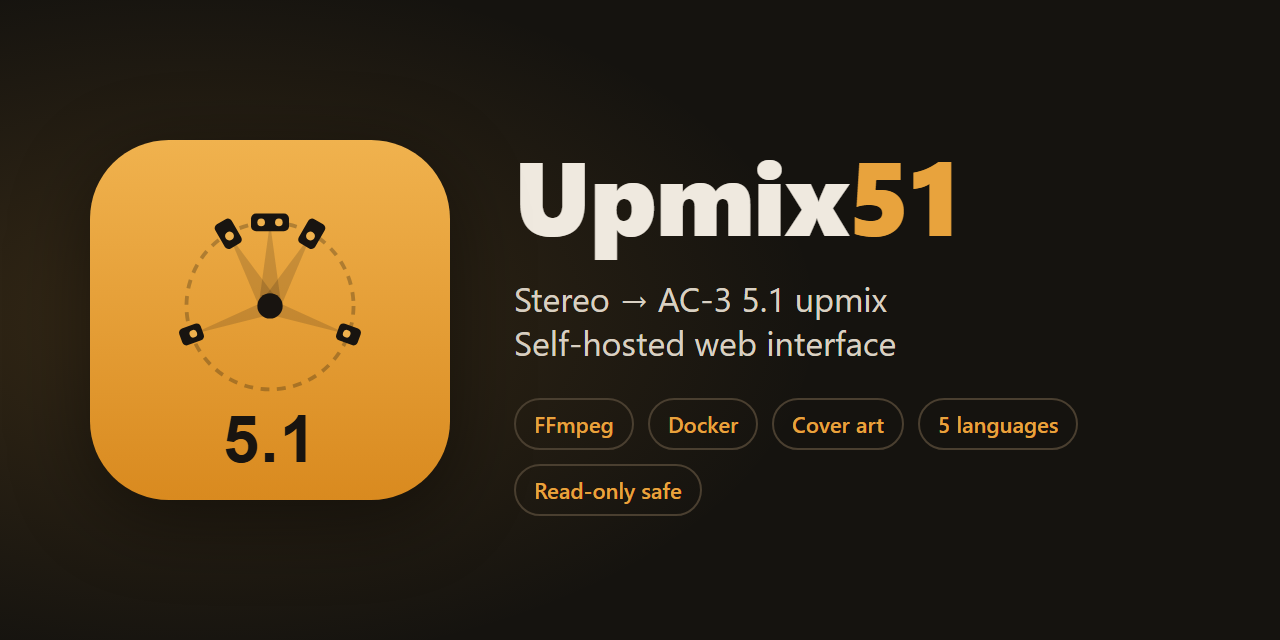 5.1
Upmix51
Stereo → AC-3 5.1 upmix
Self-hosted web interface
FFmpeg
Docker
Cover art
5 languages
Read-only safe